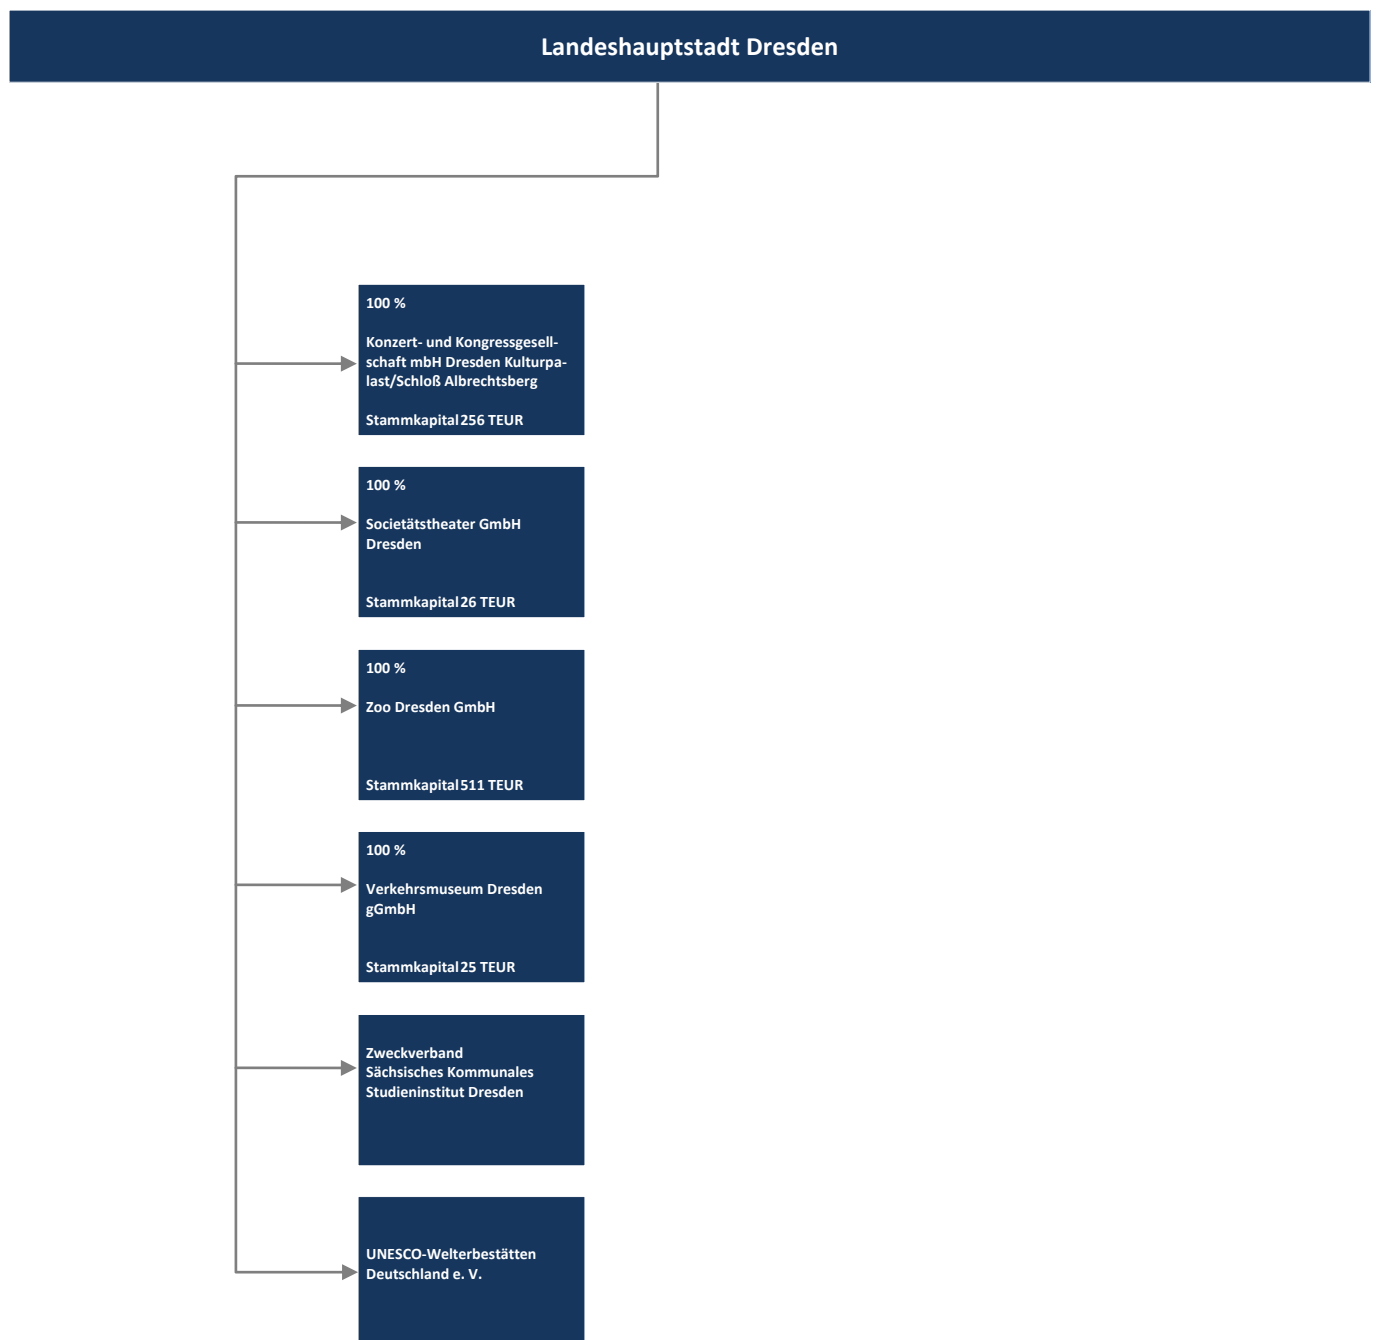 Landeshauptstadt Dresden
100 %
Konzert- und Kongressgesell-
schaft mbH Dresden Kulturpa-
last/Schloß Albrechtsberg
Stammkapital 256 TEUR
100 %
Societätstheater GmbH
Dresden
Stammkapital 26 TEUR
100 %
Zoo Dresden GmbH
Stammkapital 511 TEUR
100 %
Verkehrsmuseum Dresden
gGmbH
Stammkapital 25 TEUR
Zweckverband
Sächsisches Kommunales
Studieninstitut Dresden
UNESCO-Welterbestätten
Deutschland e. V.